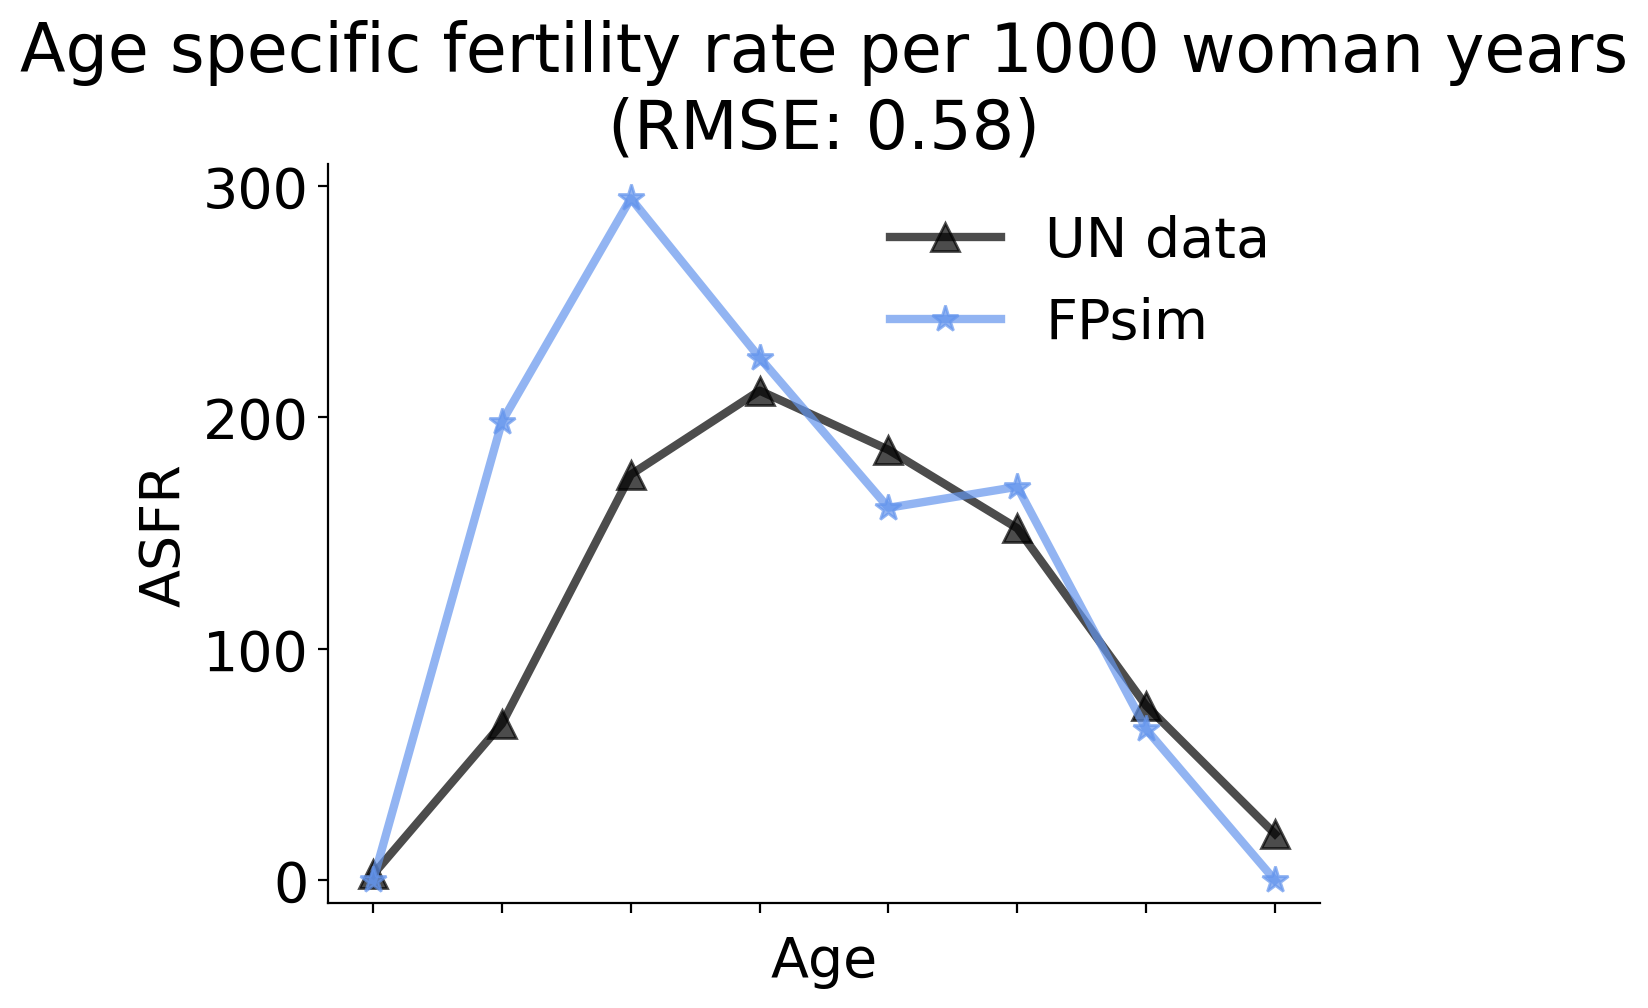 Age specific fertility rate per 1000 woman years
(RMSE: 0.58)
300
200
100
0
ASFR
UN data
FPsim
Age